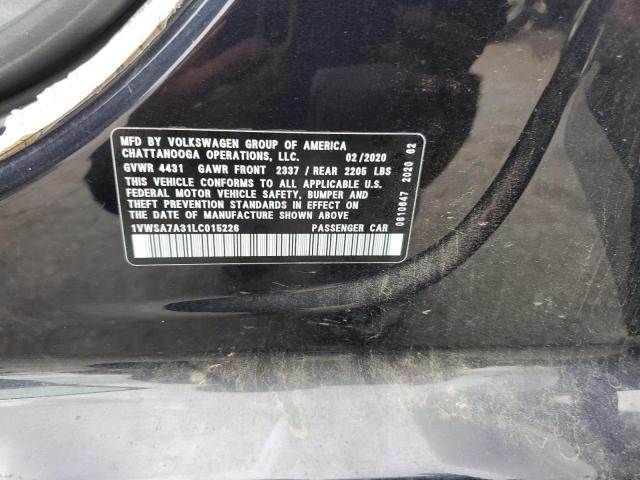 MFD BY VOLKSWAGEN GROUP OF AMERICA
CHATTANOOGA OPERATIONS, LLC. 02/2020
GVWR 4431 GAWR FRONT 2337 / REAR 2205 LBS
THIS VEHICLE CONFORMS TO ALL APPLICABLE U.S.
FEDERAL MOTOR VEHICLE SAFETY, BUMPER AND
THEFT PREVENTION STANDARDS IN EFFECT ON
THE DATE OF MANUFACTURE SHOWN ABOVE
1VWSA7A31LC015226 PASSENGER CAR
0610647 2020 62